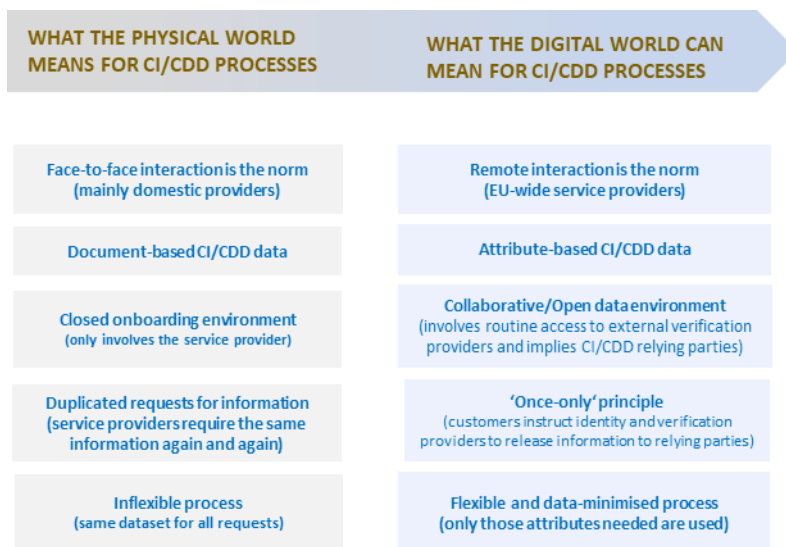 WHAT THE PHYSICAL WORLD
MEANS FOR CI/CDD PROCESSES
WHAT THE DIGITAL WORLD CAN
MEAN FOR CI/CDD PROCESSES
Face-to-face interaction is the norm
(mainly domestic providers)
Remote interaction is the norm
(EU-wide service providers)
Document-based CI/CDD data
Attribute-based CI/CDD data
Closed onboarding environment
(only involves the service provider)
Collaborative/Open data environment
(involves routine access to external verification
providers and implies CI/CDD relying parties)
Duplicated requests for information
(service providers require the same
information again and again)
‘Once-only‘ principle
(customers instruct identity and verification
providers to release information to relying parties)
Inflexible process
(same dataset for all requests)
Flexible and data-minimised process
(only those attributes needed are used)